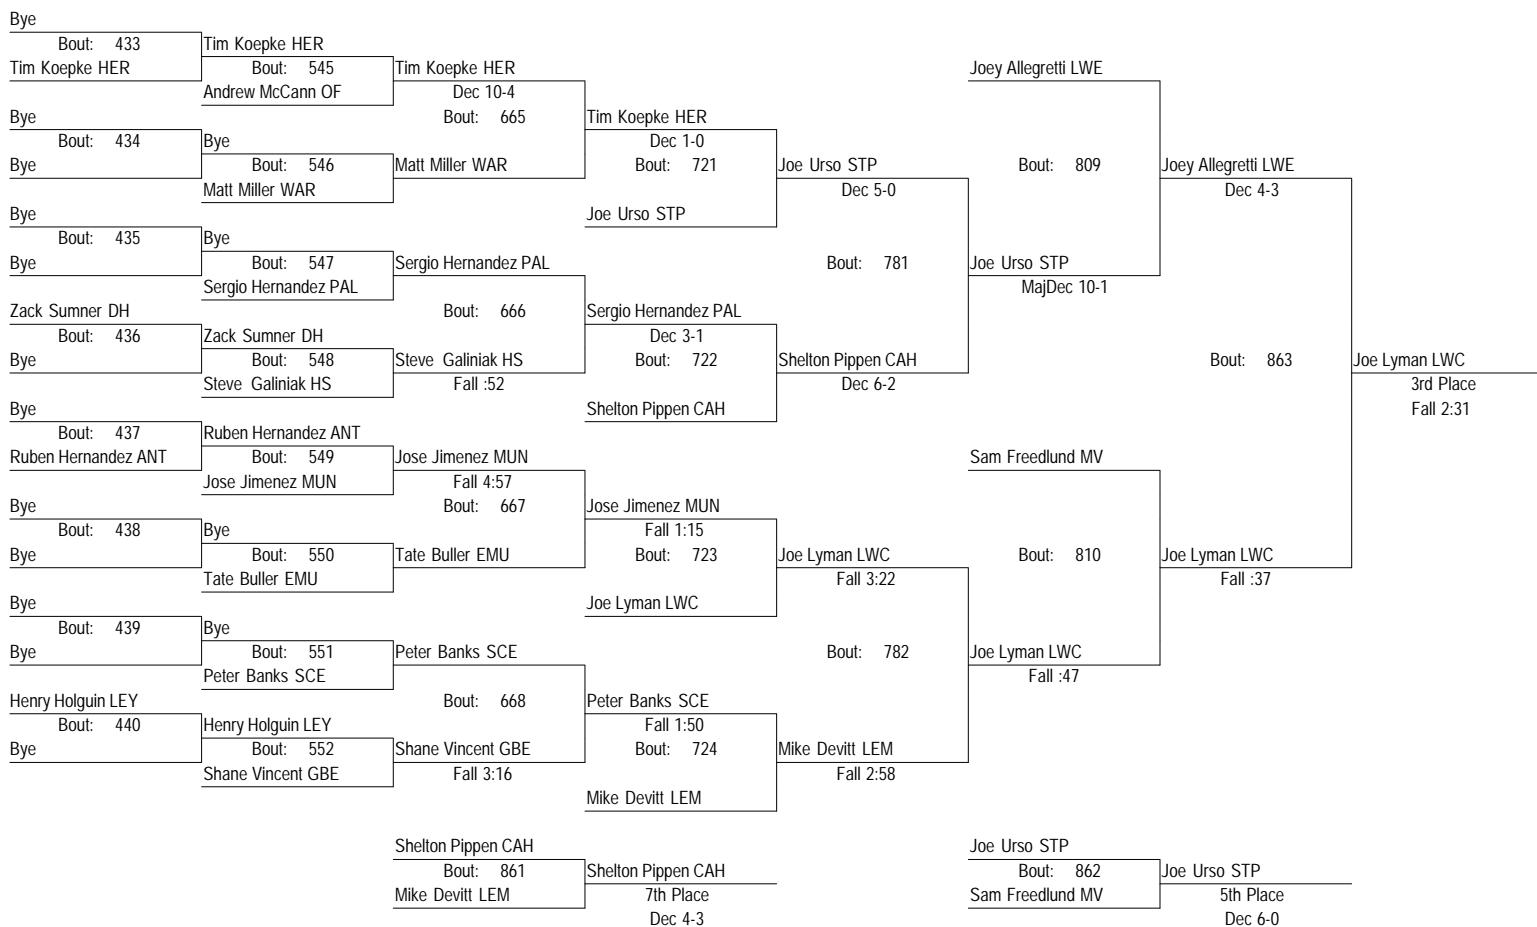 Bye
Bout: 433
Tim Koepke HER
Bye
Bout: 434
Bye
Bye
Bout: 435
Bye
Zack Sumner DH
Bout: 436
Bye
Bye
Bout: 437
Ruben Hernandez ANT
Bye
Bout: 438
Bye
Bye
Bout: 439
Bye
Henry Holguin LEY
Bout: 440
Bye
Tim Koepke HER
Bout: 545
Andrew McCann OF
Bye
Bout: 546
Matt Miller WAR
Bye
Bout: 547
Sergio Hernandez PAL
Zack Sumner DH
Bout: 548
Steve Galiniak HS
Ruben Hernandez ANT
Bout: 549
Jose Jimenez MUN
Bye
Bout: 550
Tate Buller EMU
Bye
Bout: 551
Peter Banks SCE
Henry Holguin LEY
Bout: 552
Shane Vincent GBE
Tim Koepke HER
Dec 10-4
Bout: 665
Matt Miller WAR
Sergio Hernandez PAL
Bout: 666
Steve Galiniak HS
Fall :52
Jose Jimenez MUN
Fall 4:57
Bout: 667
Tate Buller EMU
Peter Banks SCE
Bout: 668
Shane Vincent GBE
Fall 3:16
Tim Koepke HER
Dec 1-0
Bout: 721
Joe Urso STP
Sergio Hernandez PAL
Dec 3-1
Bout: 722
Shelton Pippen CAH
Jose Jimenez MUN
Fall 1:15
Bout: 723
Joe Lyman LWC
Peter Banks SCE
Fall 1:50
Bout: 724
Mike Devitt LEM
Joe Urso STP
Dec 5-0
Bout: 781
Shelton Pippen CAH
Dec 6-2
Joe Lyman LWC
Fall 3:22
Bout: 782
Mike Devitt LEM
Fall 2:58
Joey Allegretti LWE
Bout: 809
Joe Urso STP
MajDec 10-1
Sam Freedlund MV
Bout: 810
Joe Lyman LWC
Fall :47
Joey Allegretti LWE
Dec 4-3
Bout: 863
Joe Lyman LWC
Fall :37
Joe Lyman LWC
3rd Place
Fall 2:31
Shelton Pippen CAH
Bout: 861
Mike Devitt LEM
Shelton Pippen CAH
7th Place
Dec 4-3
Joe Urso STP
Bout: 862
Sam Freedlund MV
Joe Urso STP
5th Place
Dec 6-0